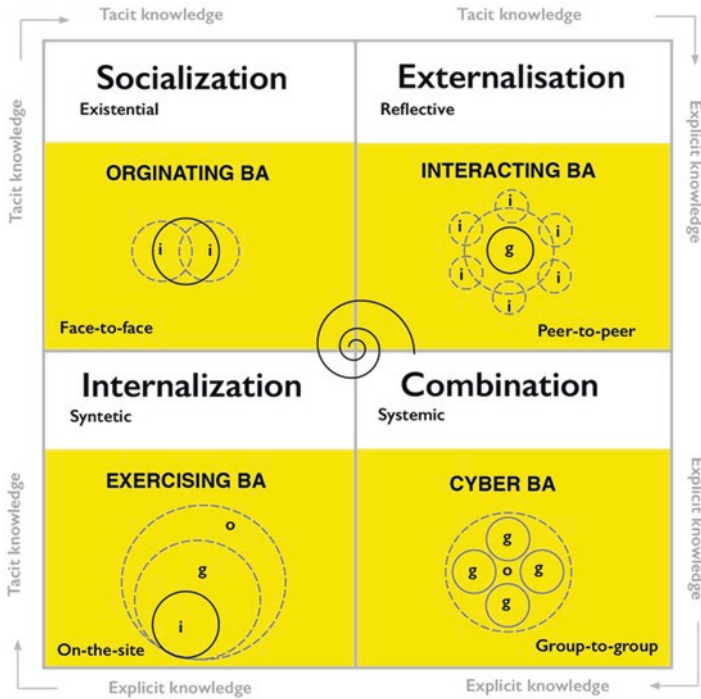 Tacit knowledge
Tacit knowledge
Tacit knowledge
Explicit knowledge
Socialization
Existential
ORGINATING BA
i
i
Face-to-face
Externalisation
Reflective
INTERACTING BA
i
i
i
g
i
i
i
Peer-to-peer
Internalization
Syntetic
EXERCISING BA
o
g
i
On-the-site
Combination
Systemic
CYBER BA
g
g
o
g
g
Group-to-group
Tacit knowledge
Explicit knowledge
Explicit knowledge
Explicit knowledge